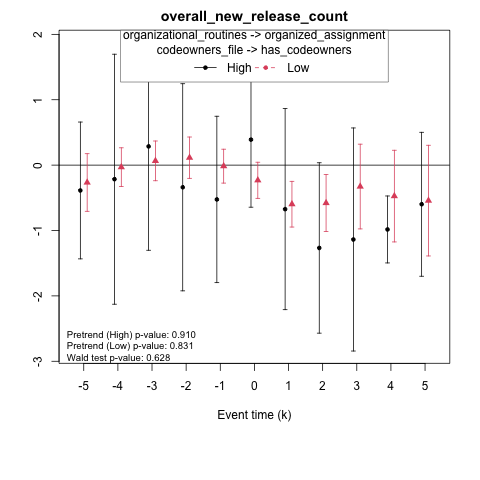 overall_new_release_count
organizational_routines -> organized_assignment
codeowners_file -> has_codeowners
High Low
2
1
0
-1
-2
-3
Pretrend (High) p-value: 0.910
Pretrend (Low) p-value: 0.831
Wald test p-value: 0.628
-5 -4 -3 -2 -1 0 1 2 3 4 5
Event time (k)